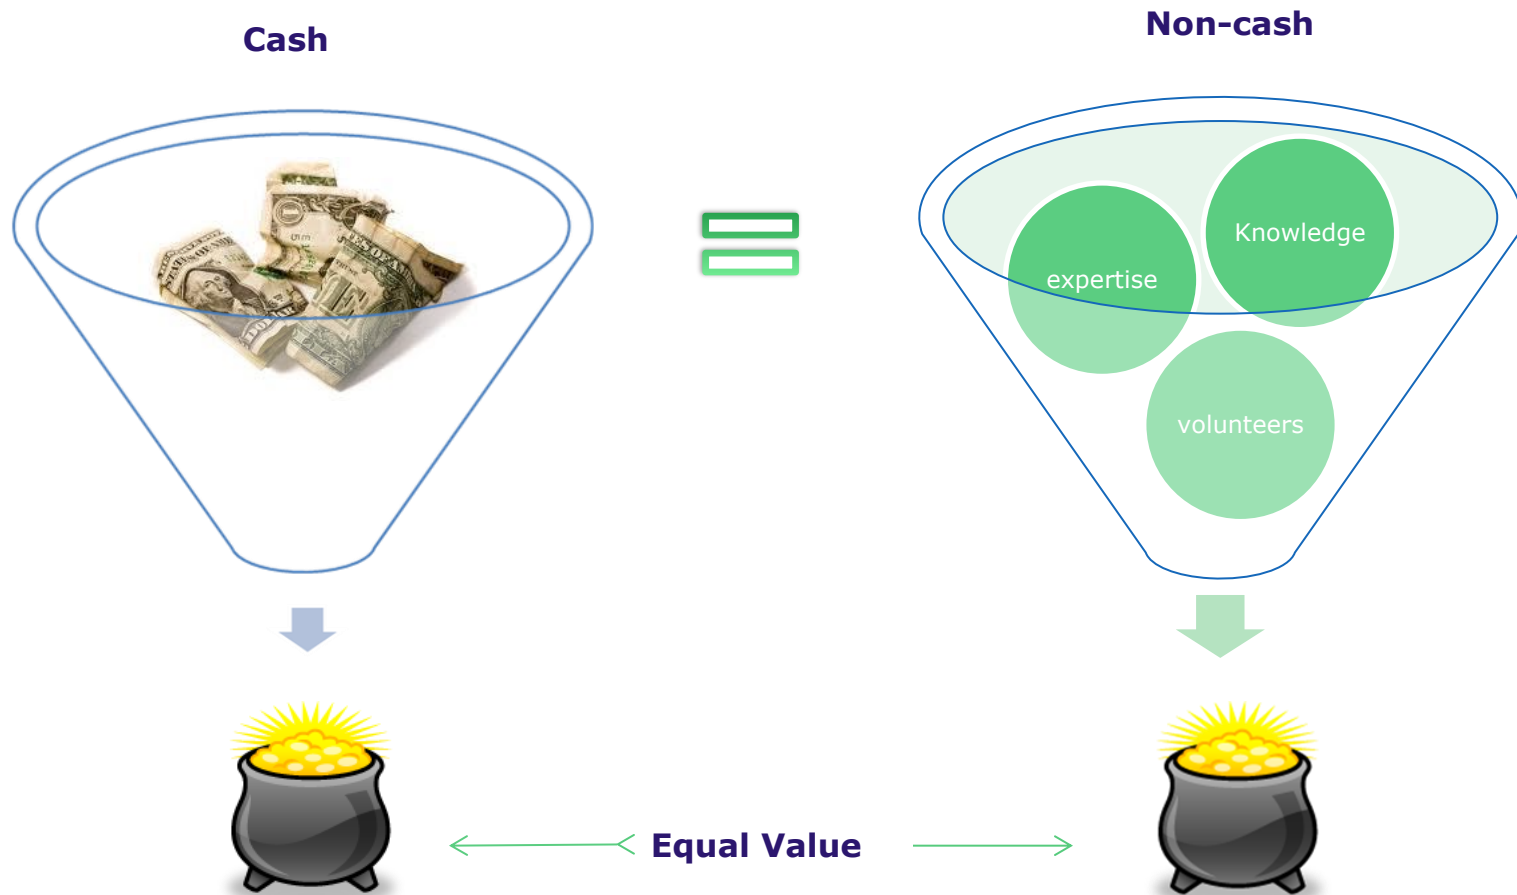 Cash
Non-cash
Knowledge
expertise
volunteers
Equal Value